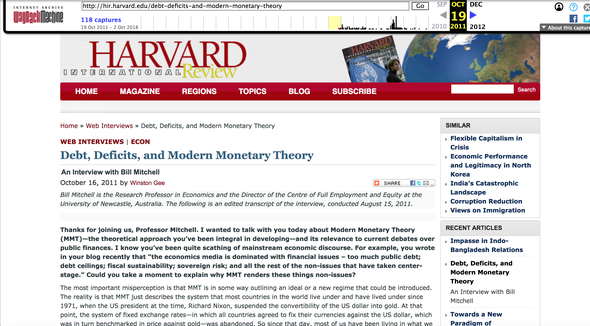 INTERNET ARCHIVE
WayBackMachine
http://hir.harvard.edu/debt-deficits-and-modern-monetary-theory
Go
SEP OCT DEC
118 captures
19
19 Oct 2011 - 2 Oct 2018
2010 2011 2012
About this capture
HARVARD
INTERNATIONAL Review
HARVARD
HOME MAGAZINE REGIONS TOPICS BLOG SUBSCRIBE
Search
Home » Web Interviews » Debt, Deficits, and Modern Monetary Theory
WEB INTERVIEWS | ECON
Debt, Deficits, and Modern Monetary Theory
An Interview with Bill Mitchell
October 16, 2011 by Winston Gee
SHARE
Bill Mitchell is the Research Professor in Economics and the Director of the Centre of Full Employment and Equity at the
University of Newcastle, Australia. The following is an edited transcript of the interview, conducted August 15, 2011.
Thanks for joining us, Professor Mitchell. I wanted to talk with you today about Modern Monetary Theory
(MMT)—the theoretical approach you've been integral in developing—and its relevance to current debates over
public finances. I know you've been quite scathing of mainstream economic discourse. For example, you wrote
in your blog recently that "the economics media is dominated with financial issues – too much public debt;
debt ceilings; fiscal sustainability; sovereign risk; and all the rest of the non-issues that have taken center-
stage." Could you take a moment to explain why MMT renders these things non-issues?
The most important misperception is that MMT is in some way outlining an ideal or a new regime that could be introduced.
The reality is that MMT just describes the system that most countries in the world live under and have lived under since
1971, when the US president at the time, Richard Nixon, suspended the convertibility of the US dollar into gold. At that
point, the system of fixed exchange rates—in which all countries agreed to fix their currencies against the US dollar, which
was in turn benchmarked in price against gold—was abandoned. So since that day, most of us have been living in what we
SIMILAR
Flexible Capitalism in
Crisis
Economic Performance
and Legitimacy in North
Korea
India's Catastrophic
Landscape
Corruption Reduction
Views on Immigration
RECENT ARTICLES
Impasse in Indo-
Bangladesh Relations
Debt, Deficits, and
Modern Monetary
Theory
An Interview with Bill
Mitchell
Towards a New
Paradigm of